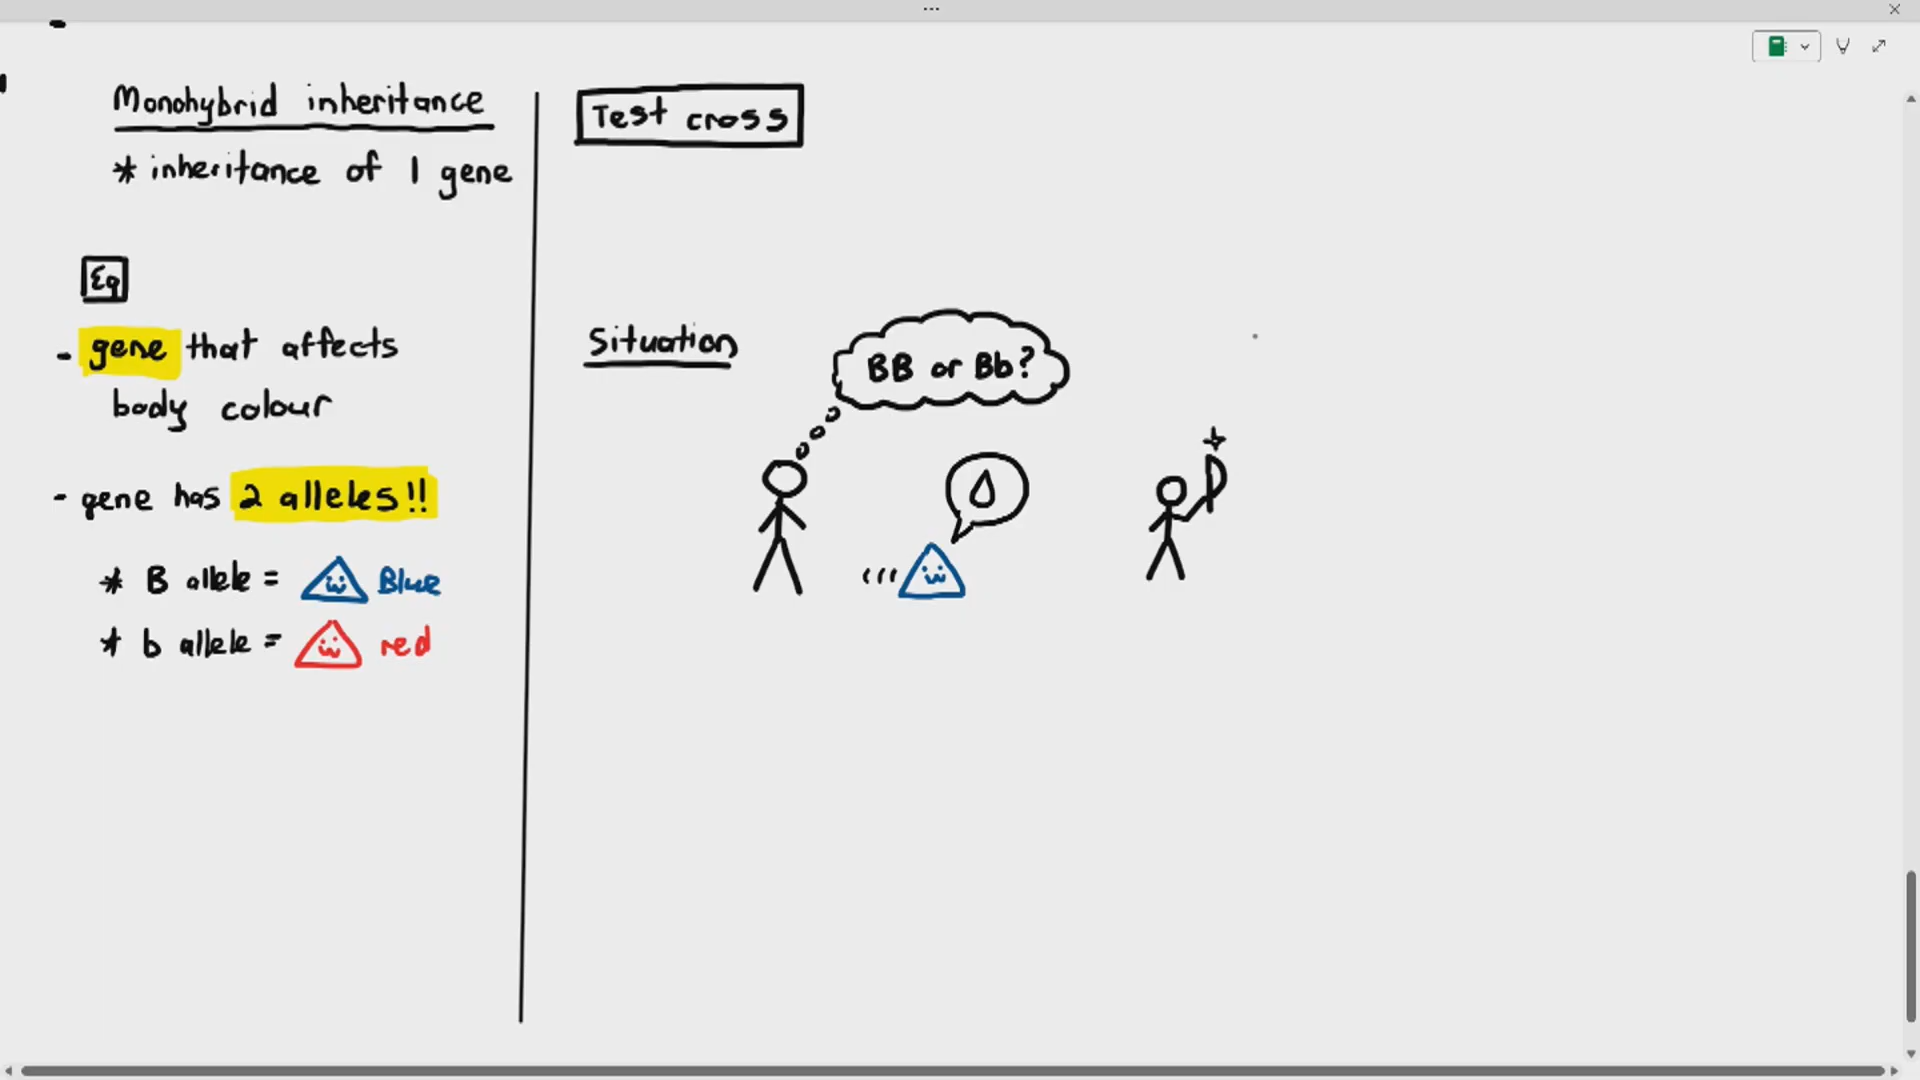 Monohybrid inheritance
* inheritance of 1 gene
Eg
- gene that affects
body colour
- gene has 2 alleles!!
* B allele = Blue
* b allele = red
Test cross
Situation
BB or Bb?